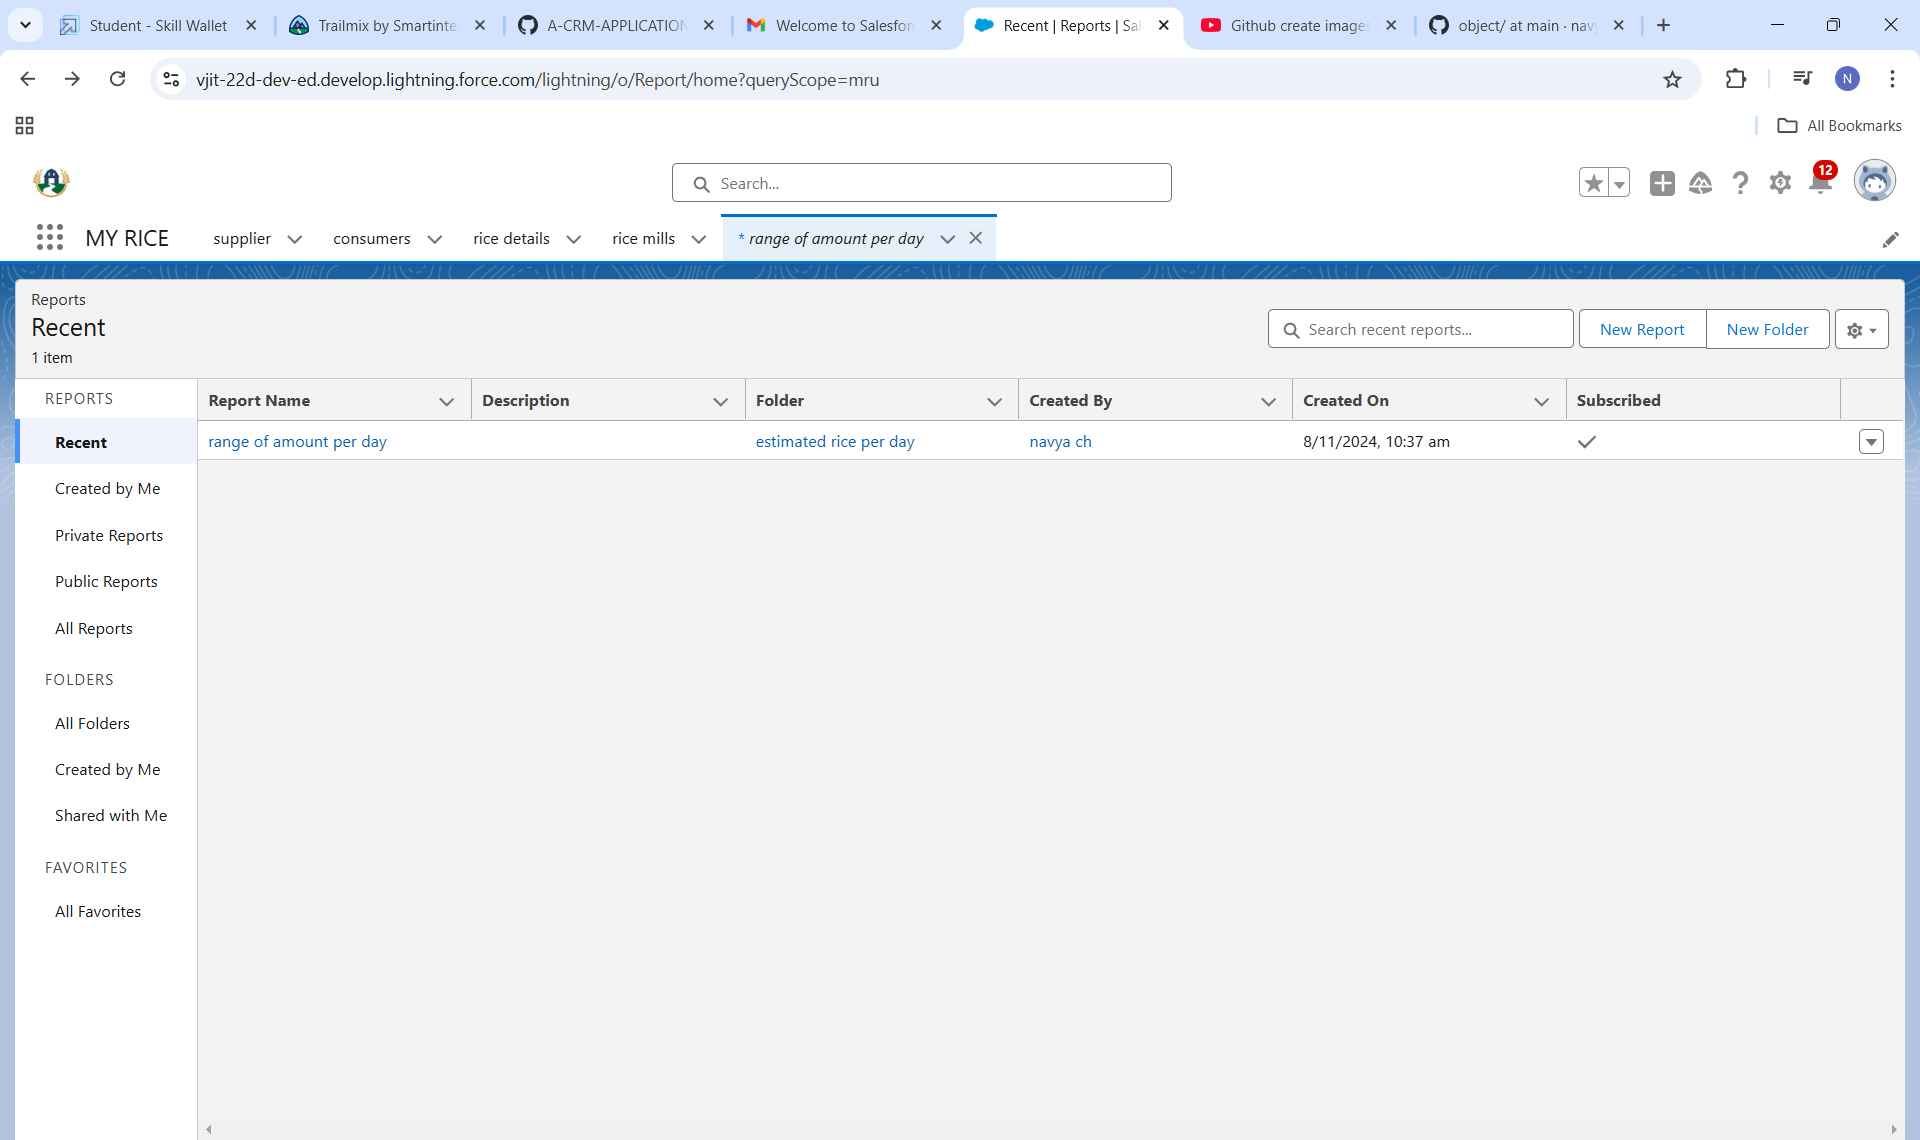 Student - Skill Wallet
Trailmix by Smartinte
A-CRM-APPLICATION
Welcome to Salesfor
Recent | Reports | Sal
Github create images
object/ at main · nav
vjit-22d-dev-ed.develop.lightning.force.com/lightning/o/Report/home?queryScope=mru
N
All Bookmarks
Search...
12
MY RICE
supplier
consumers
rice details
rice mills
* range of amount per day
Reports
Recent
1 item
Search recent reports...
New Report
New Folder
REPORTS
Report Name
Description
Folder
Created By
Created On
Subscribed
Recent
range of amount per day
estimated rice per day
navya ch
8/11/2024, 10:37 am
Created by Me
Private Reports
Public Reports
All Reports
FOLDERS
All Folders
Created by Me
Shared with Me
FAVORITES
All Favorites